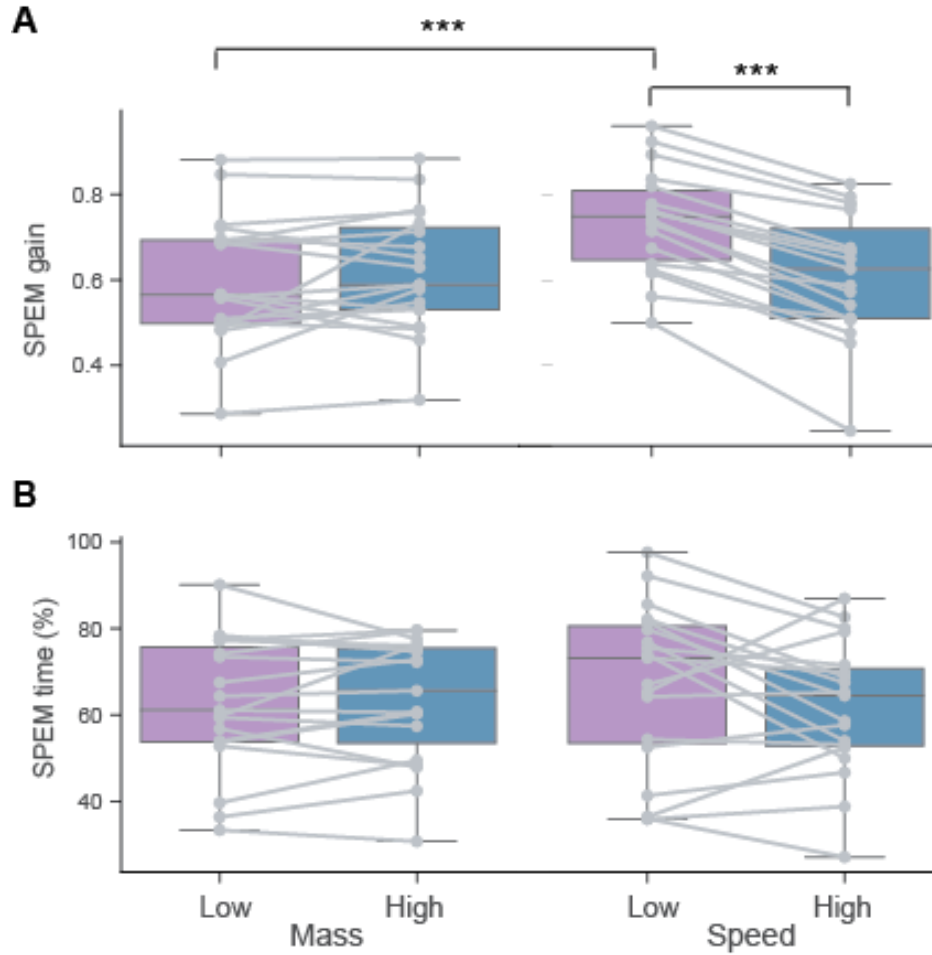 A
***
***
0.8
0.6
0.4
SPEM gain
B
100
80
60
40
SPEM time (%)
Low High Low High
Mass Speed